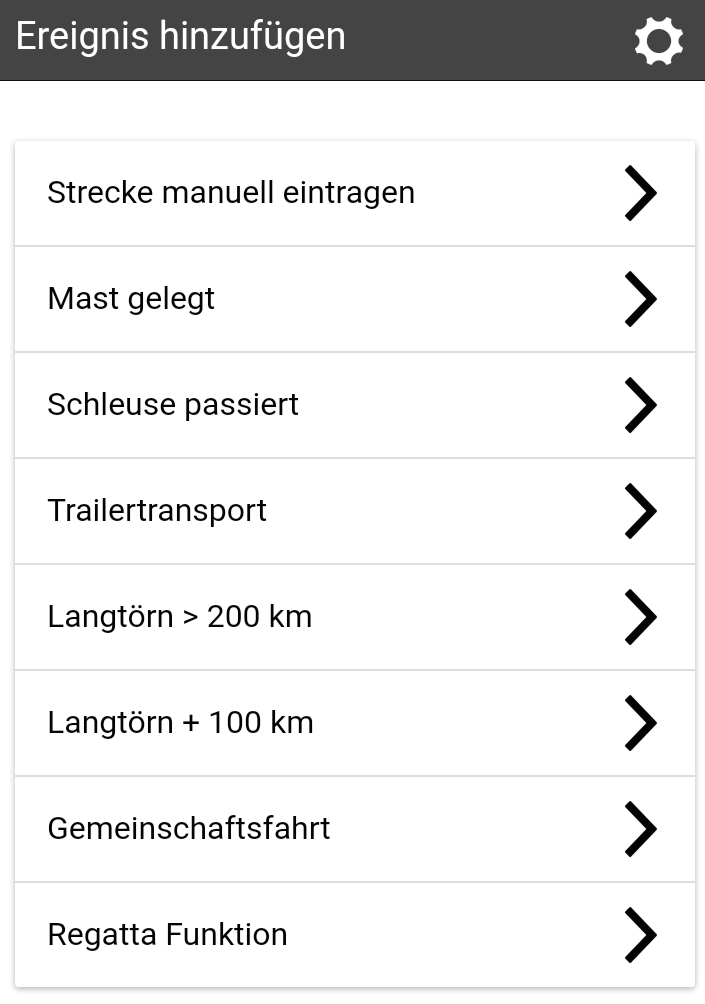 Ereignis hinzufügen
Strecke manuell eintragen
Mast gelegt
Schleuse passiert
Trailertransport
Langtörn > 200 km
Langtörn + 100 km
Gemeinschaftsfahrt
Regatta Funktion